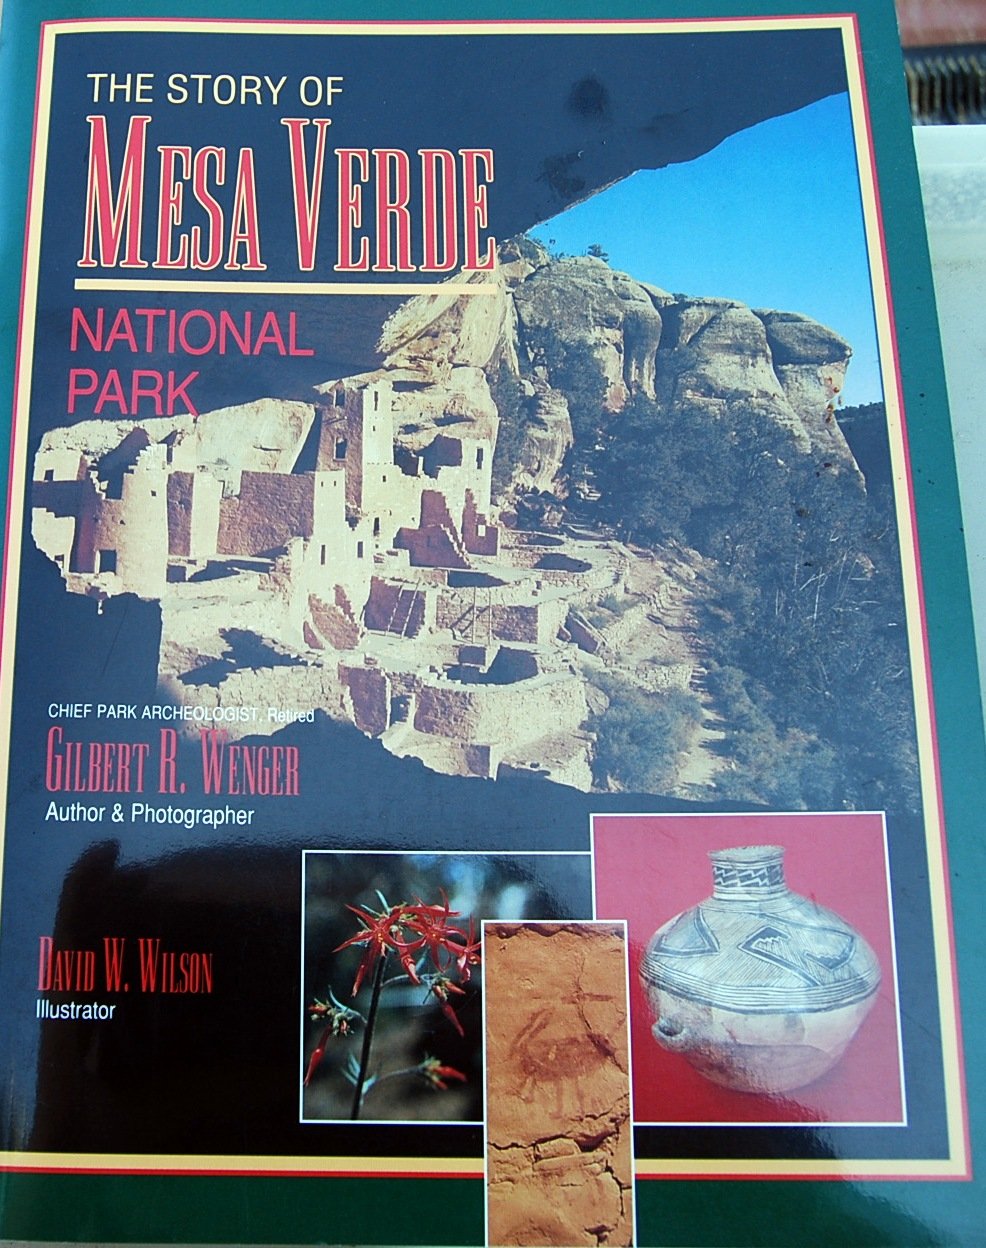 THE STORY OF
MESA VERDE
NATIONAL
PARK
CHIEF PARK ARCHEOLOGIST, Retired
GILBERT R. WENGER
Author & Photographer
DAVID W. WILSON
Illustrator